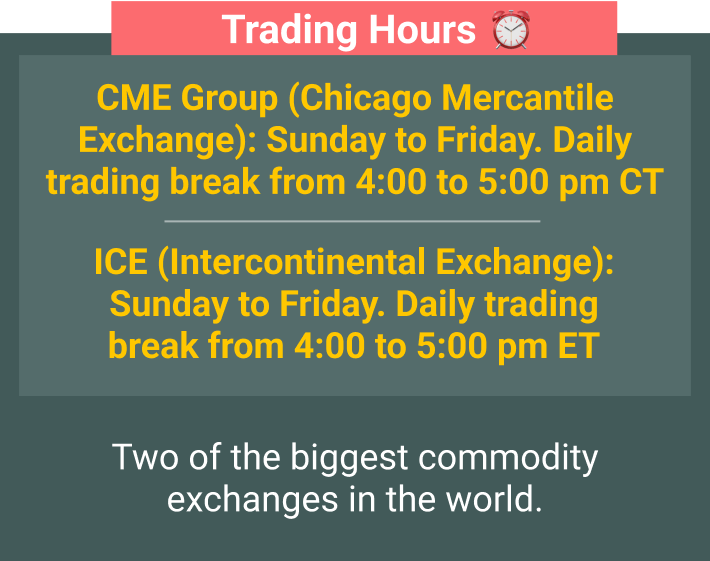 Trading Hours ⏰
CME Group (Chicago Mercantile
Exchange): Sunday to Friday. Daily
trading break from 4:00 to 5:00 pm CT
ICE (Intercontinental Exchange):
Sunday to Friday. Daily trading
break from 4:00 to 5:00 pm ET
Two of the biggest commodity
exchanges in the world.